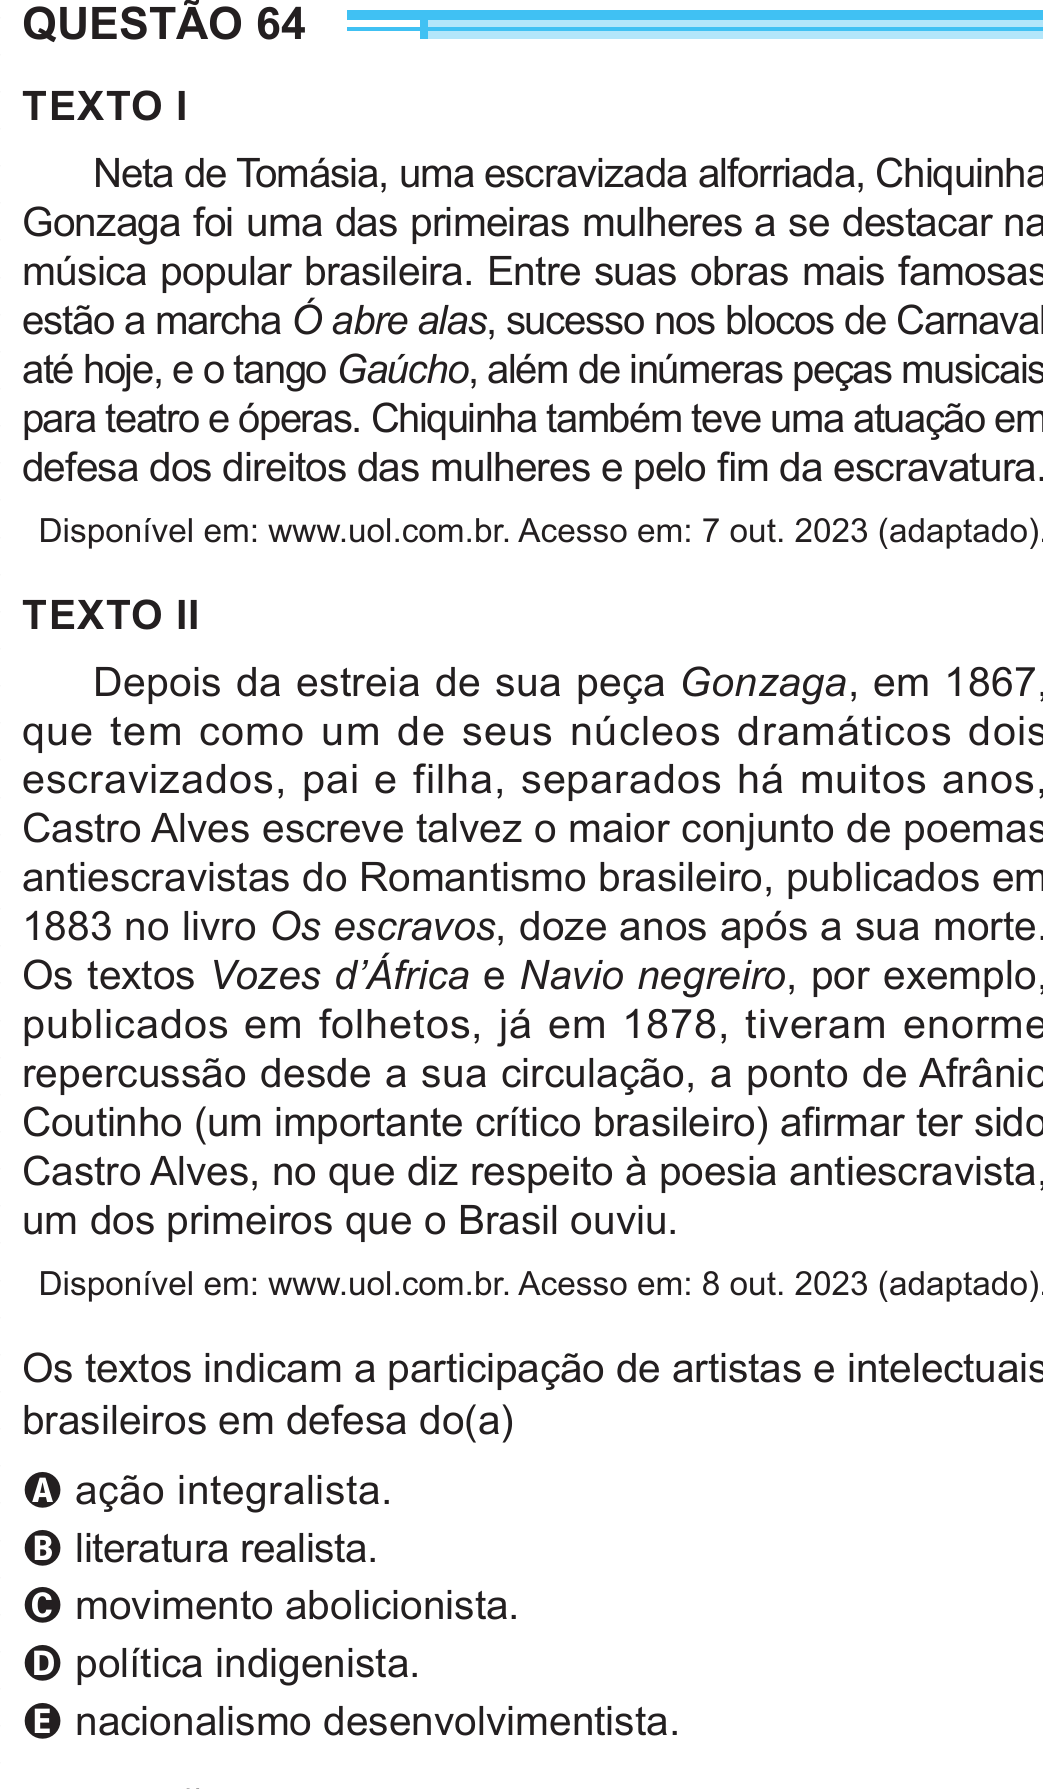 QUESTÃO 64
TEXTO I
Neta de Tomásia, uma escravizada alforriada, Chiquinha
Gonzaga foi uma das primeiras mulheres a se destacar na
música popular brasileira. Entre suas obras mais famosas
estão a marcha Ó abre alas, sucesso nos blocos de Carnaval
até hoje, e o tango Gaúcho, além de inúmeras peças musicais
para teatro e óperas. Chiquinha também teve uma atuação em
defesa dos direitos das mulheres e pelo fim da escravatura.
Disponível em: www.uol.com.br. Acesso em: 7 out. 2023 (adaptado).
TEXTO II
Depois da estreia de sua peça Gonzaga, em 1867,
que tem como um de seus núcleos dramáticos dois
escravizados, pai e filha, separados há muitos anos,
Castro Alves escreve talvez o maior conjunto de poemas
antiescravistas do Romantismo brasileiro, publicados em
1883 no livro Os escravos, doze anos após a sua morte.
Os textos Vozes d’África e Navio negreiro, por exemplo,
publicados em folhetos, já em 1878, tiveram enorme
repercussão desde a sua circulação, a ponto de Afrânio
Coutinho (um importante crítico brasileiro) afirmar ter sido
Castro Alves, no que diz respeito à poesia antiescravista,
um dos primeiros que o Brasil ouviu.
Disponível em: www.uol.com.br. Acesso em: 8 out. 2023 (adaptado).
Os textos indicam a participação de artistas e intelectuais
brasileiros em defesa do(a)
A ação integralista.
B literatura realista.
C movimento abolicionista.
D política indigenista.
E nacionalismo desenvolvimentista.